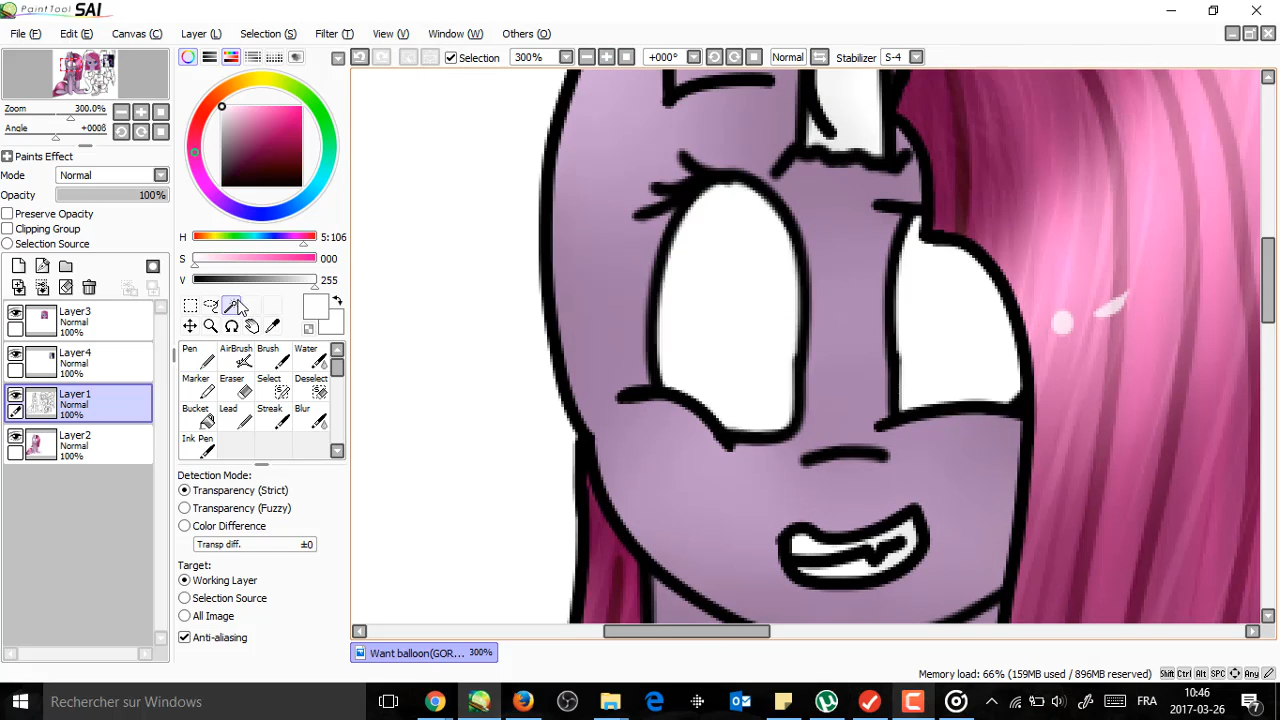 PaintTool SAI
File (F) Edit (E) Canvas (C) Layer (L) Selection (S) Filter (T) View (V) Window (W) Others (O)
Selection 300% +000° Normal Stabilizer S-4
Zoom 300.0%
Angle +000ß
Paints Effect
Mode Normal
Opacity 100%
Preserve Opacity
Clipping Group
Selection Source
Layer3
Normal
100%
Layer4
Normal
100%
Layer1
Normal
100%
Layer2
Normal
100%
H 5:106
S 000
V 255
Pen AirBrush Brush Water
Marker Eraser Select Deselect
Bucket Lead Streak Blur
Ink Pen
Detection Mode:
Transparency (Strict)
Transparency (Fuzzy)
Color Difference
Transp diff. ±0
Target:
Working Layer
Selection Source
All Image
Anti-aliasing
Want balloon(GOR... 300%
Memory load: 66% (159MB used / 896MB reserved)
Shift Ctrl Alt SPC Any
Rechercher sur Windows
FRA
10:46
2017-03-26
7